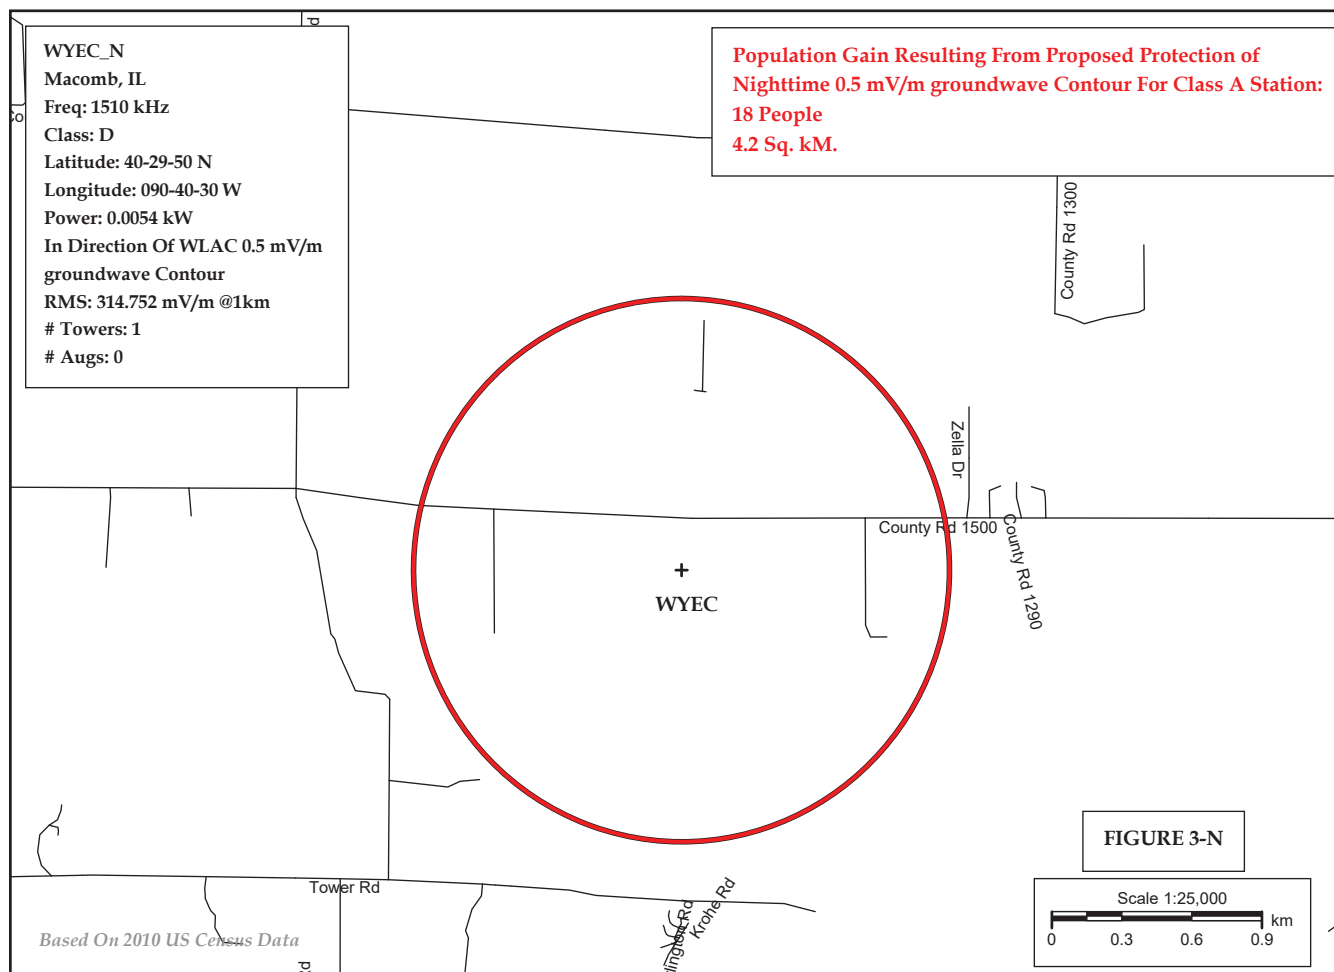 WYEC_N
Macomb, IL
Freq: 1510 kHz
Class: D
Latitude: 40-29-50 N
Longitude: 090-40-30 W
Power: 0.0054 kW
In Direction Of WLAC 0.5 mV/m
groundwave Contour
RMS: 314.752 mV/m @1km
# Towers: 1
# Augs: 0
Population Gain Resulting From Proposed Protection of
Nighttime 0.5 mV/m groundwave Contour For Class A Station:
18 People
4.2 Sq. kM.
County Rd 1300
Zella Dr
County Rd 1500
County Rd 1290
WYEC
FIGURE 3-N
Scale 1:25,000
km
0 0.3 0.6 0.9
Tower Rd
Krohe Rd
Based On 2010 US Census Data